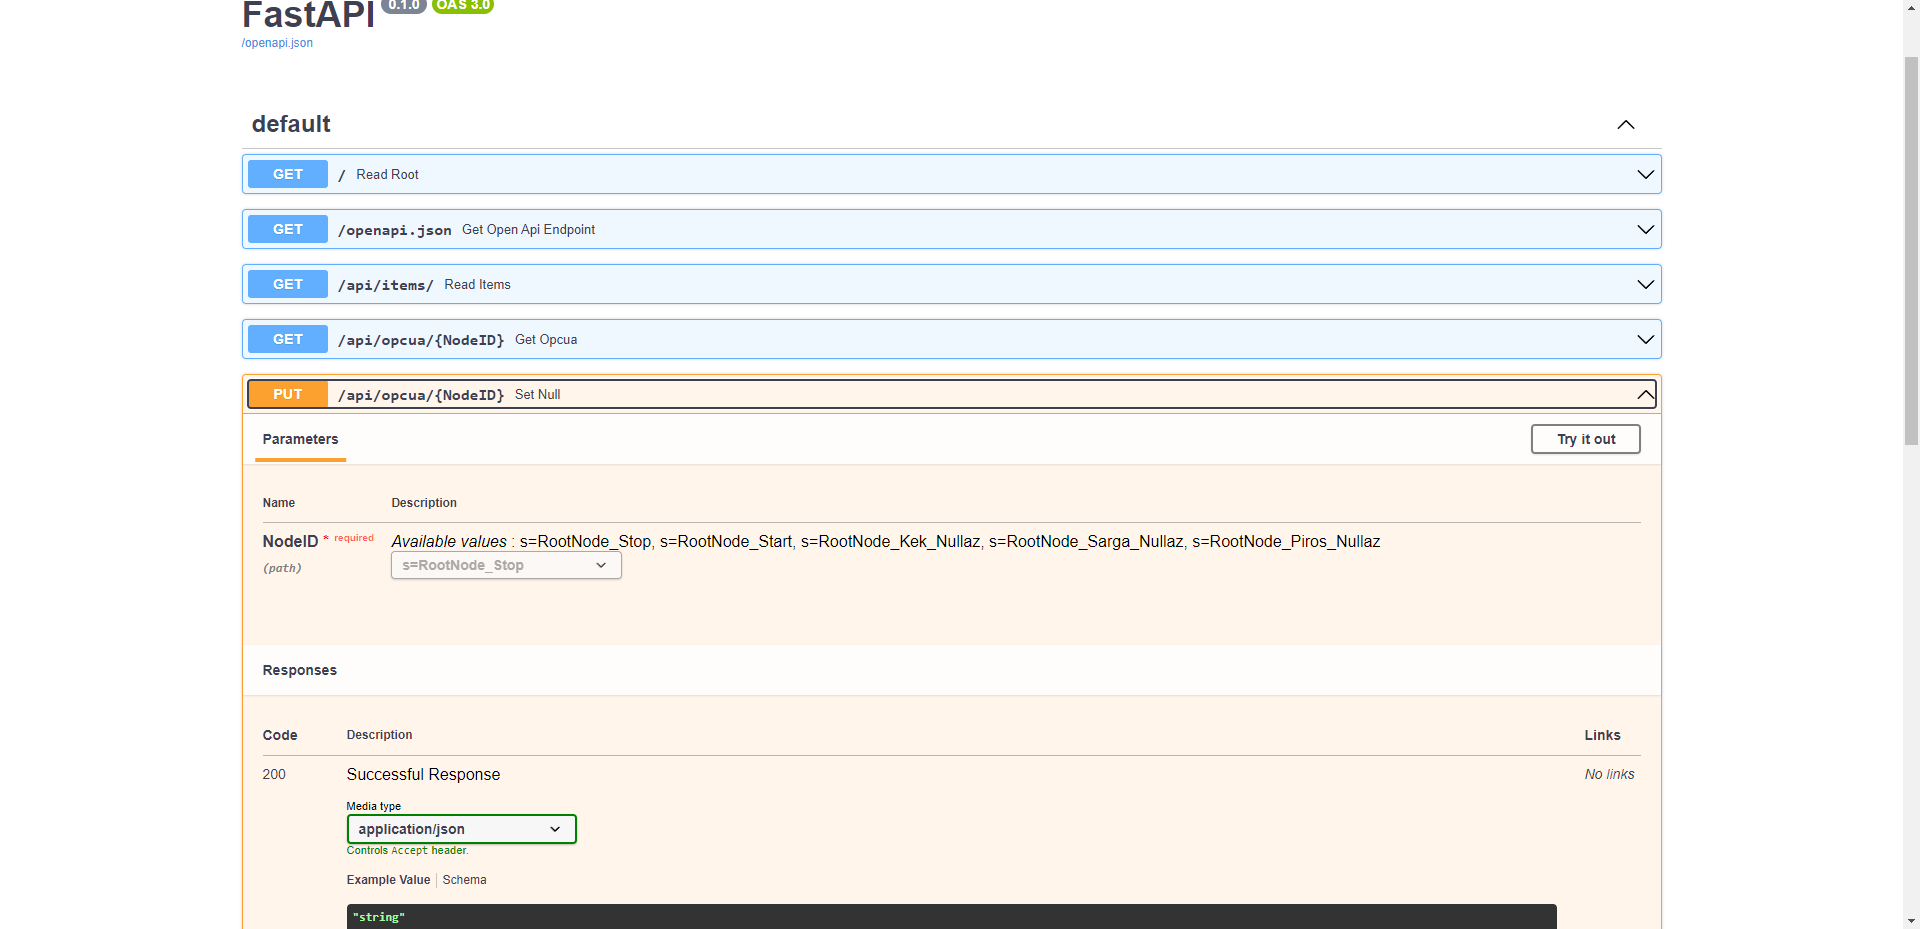 FastAPI 0.1.0 OAS 3.0
/openapi.json
default
GET / Read Root
GET /openapi.json Get Open Api Endpoint
GET /api/items/ Read Items
GET /api/opcua/{NodeID} Get Opcua
PUT /api/opcua/{NodeID} Set Null
Parameters Try it out
Name Description
NodeID * required Available values : s=RootNode_Stop, s=RootNode_Start, s=RootNode_Kek_Nullaz, s=RootNode_Sarga_Nullaz, s=RootNode_Piros_Nullaz
(path) s=RootNode_Stop
Responses
Code Description Links
200 Successful Response No links
Media type
application/json
Controls Accept header.
Example Value Schema
"string"